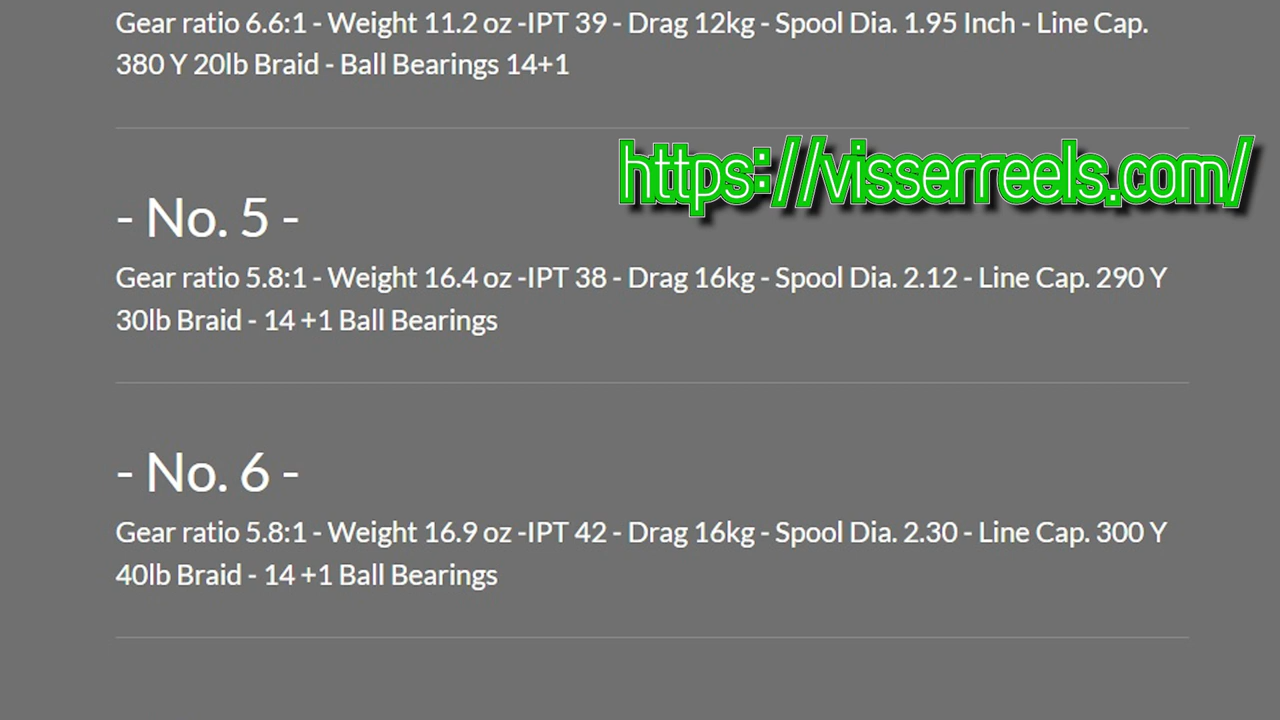 Gear ratio 6.6:1 - Weight 11.2 oz -IPT 39 - Drag 12kg - Spool Dia. 1.95 Inch - Line Cap.
380 Y 20lb Braid - Ball Bearings 14+1
https://visserreels.com/
- No. 5 -
Gear ratio 5.8:1 - Weight 16.4 oz -IPT 38 - Drag 16kg - Spool Dia. 2.12 - Line Cap. 290 Y
30lb Braid - 14 +1 Ball Bearings
- No. 6 -
Gear ratio 5.8:1 - Weight 16.9 oz -IPT 42 - Drag 16kg - Spool Dia. 2.30 - Line Cap. 300 Y
40lb Braid - 14 +1 Ball Bearings